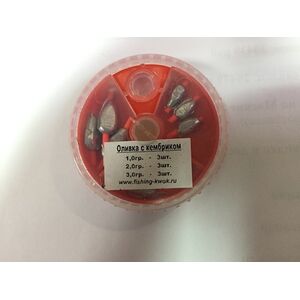 Оливка с кембриком
1,0гр. - 3шт.
2,0гр. - 3шт.
3,0гр. - 3шт.
www.fishing-kwok.ru